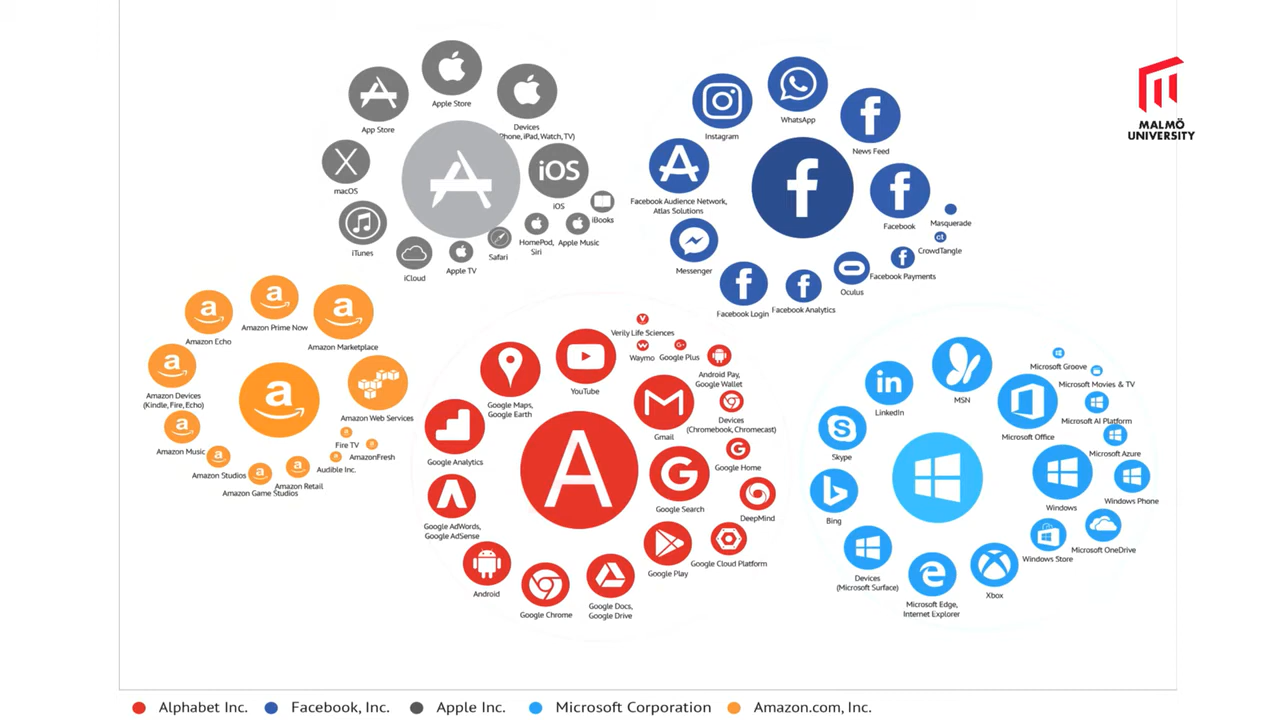 Apple Store
App Store
Devices
(Phone, iPad, Watch, TV)
macOS
iOS
iOS
X
iBooks
iTunes
HomePod,
Siri
Apple Music
Safari
Apple TV
iCloud
WhatsApp
Instagram
News Feed
Facebook Audience Network,
Atlas Solutions
Facebook
Masquerade
CrowdTangle
ct
Messenger
Facebook Payments
Oculus
Facebook Login
Facebook Analytics
MALMÖ
UNIVERSITY
Amazon Prime Now
Amazon Echo
Amazon Marketplace
Amazon Devices
(Kindle, Fire, Echo)
Amazon Web Services
Amazon Music
Fire TV
AmazonFresh
Audible Inc.
Amazon Studios
Amazon Retail
Amazon Game Studios
Verily Life Sciences
Waymo
Google Plus
Android Pay,
Google Wallet
YouTube
Google Maps,
Google Earth
Gmail
Devices
(Chromebook, Chromecast)
Google Analytics
Google Home
Google Search
DeepMind
Google AdWords,
Google AdSense
Google Play
Google Cloud Platform
Android
Google Chrome
Google Docs,
Google Drive
Microsoft Groove
Microsoft Movies & TV
MSN
in
LinkedIn
Microsoft AI Platform
Microsoft Office
Microsoft Azure
Skype
Windows
Windows Phone
Bing
Microsoft OneDrive
Windows Store
Devices
(Microsoft Surface)
Xbox
Microsoft Edge,
Internet Explorer
Alphabet Inc.
Facebook, Inc.
Apple Inc.
Microsoft Corporation
Amazon.com, Inc.